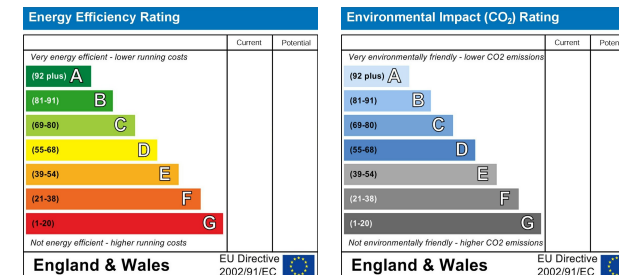 Energy Efficiency Rating
Current Potential
Very energy efficient - lower running costs
(92 plus) A
(81-91) B
(69-80) C
(55-68) D
(39-54) E
(21-38) F
(1-20) G
Not energy efficient - higher running costs
England & Wales
EU Directive
2002/91/EC
Environmental Impact (CO₂) Rating
Current Poten
Very environmentally friendly - lower CO2 emissions
(92 plus) A
(81-91) B
(69-80) C
(55-68) D
(39-54) E
(21-38) F
(1-20) G
Not environmentally friendly - higher CO2 emissions
England & Wales
EU Directive
2002/91/EC